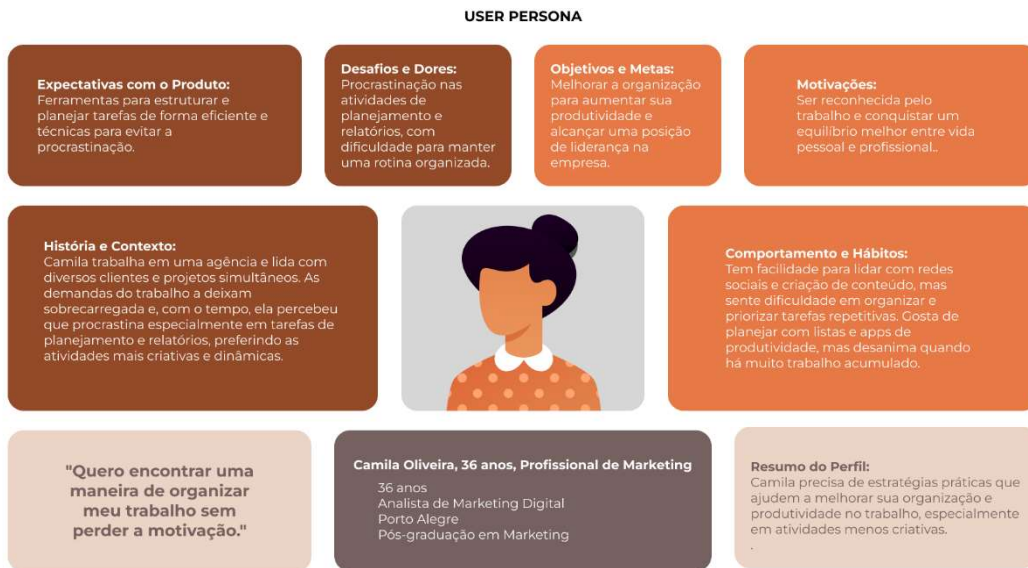 USER PERSONA
Expectativas com o Produto:
Ferramentas para estruturar e
planejar tarefas de forma eficiente e
técnicas para evitar a
procrastinação.
Desafios e Dores:
Procrastinação nas
atividades de
planejamento e
relatórios, com
dificuldade para manter
uma rotina organizada.
Objetivos e Metas:
Melhorar a organização
para aumentar sua
produtividade e
alcançar uma posição
de liderança na
empresa.
Motivações:
Ser reconhecida pelo
trabalho e conquistar um
equilíbrio melhor entre vida
pessoal e profissional..
História e Contexto:
Camila trabalha em uma agência e lida com
diversos clientes e projetos simultâneos. As
demandas do trabalho a deixam
sobrecarregada e, com o tempo, ela percebeu
que procrastina especialmente em tarefas de
planejamento e relatórios, preferindo as
atividades mais criativas e dinâmicas.
Comportamento e Hábitos:
Tem facilidade para lidar com redes
sociais e criação de conteúdo, mas
sente dificuldade em organizar e
priorizar tarefas repetitivas. Gosta de
planejar com listas e apps de
produtividade, mas desanima quando
há muito trabalho acumulado.
"Quero encontrar uma
maneira de organizar
meu trabalho sem
perder a motivação."
Camila Oliveira, 36 anos, Profissional de Marketing
36 anos
Analista de Marketing Digital
Porto Alegre
Pós-graduação em Marketing
Resumo do Perfil:
Camila precisa de estratégias práticas que
ajudem a melhorar sua organização e
produtividade no trabalho, especialmente
em atividades menos criativas.
.